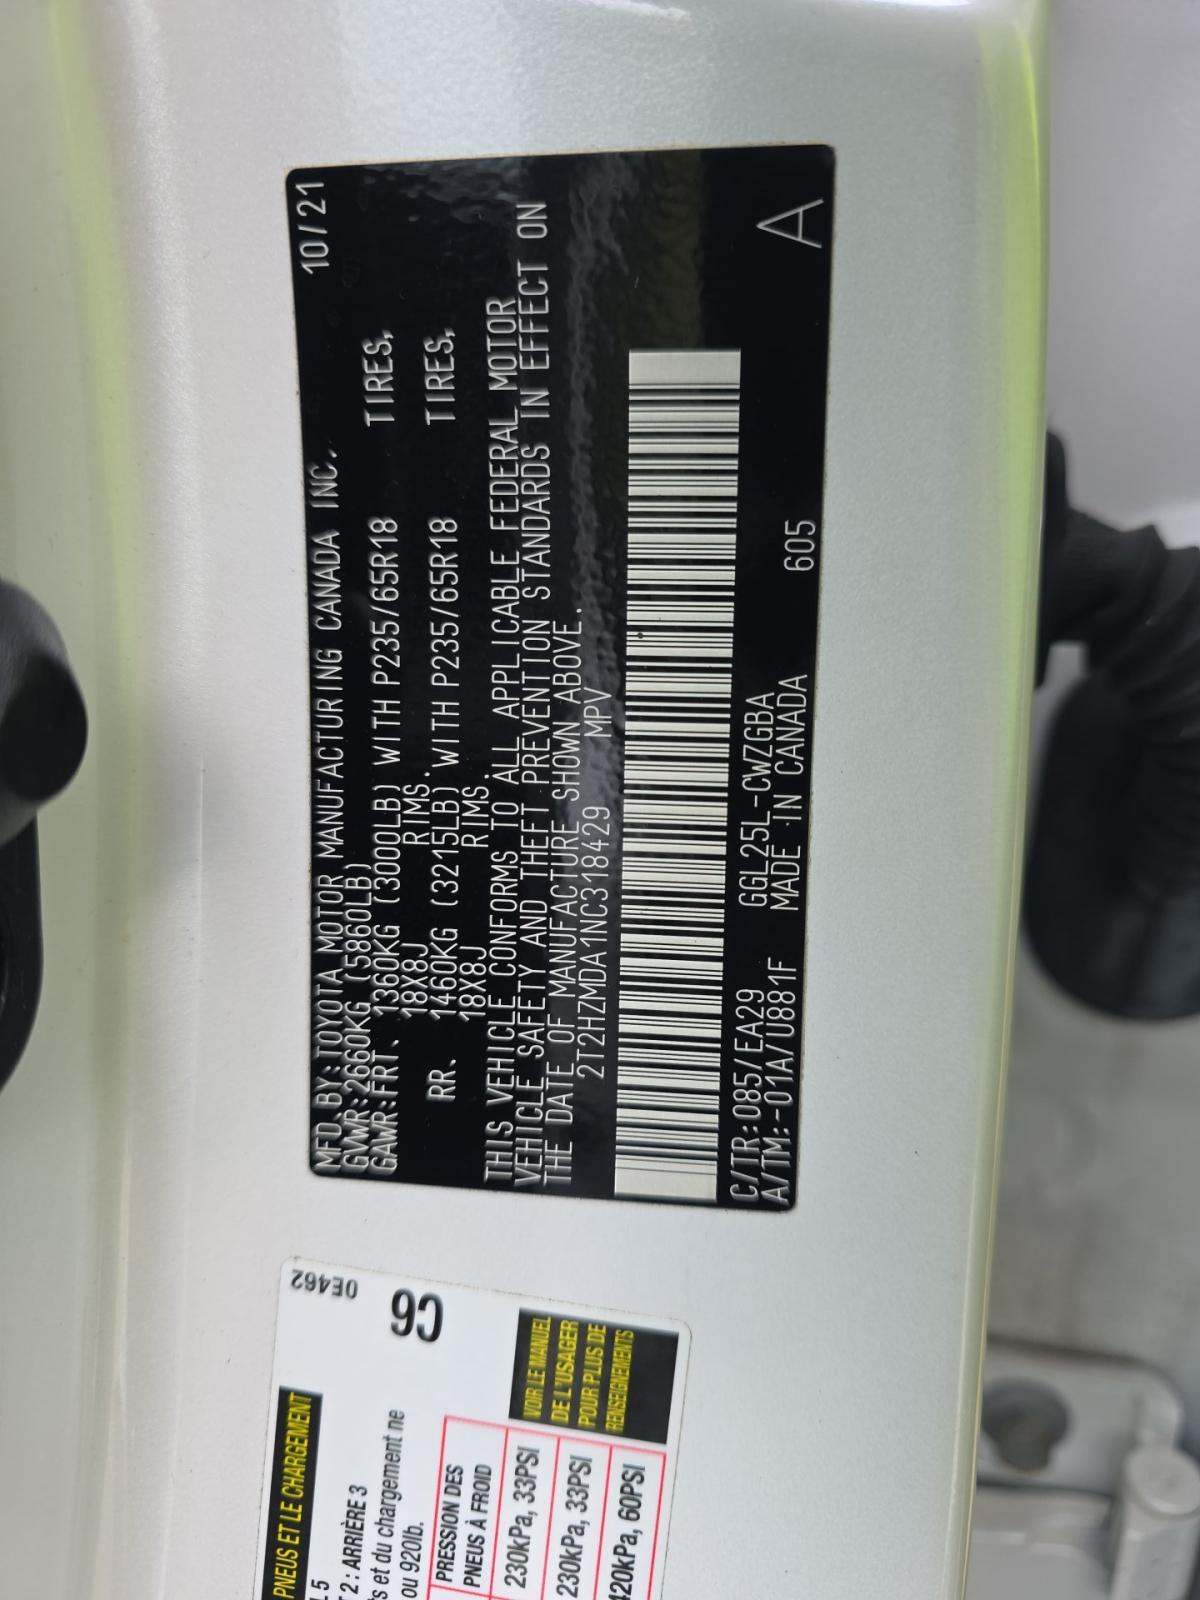 MFD.BY:TOYOTA MOTOR MANUFACTURING CANADA INC. 10/21
GVWR:2660KG (5860LB)
GAWR:FRT. 1360KG (3000LB) WITH P235/65R18 TIRES,
18X8J RIMS.
RR. 1460KG (3215LB) WITH P235/65R18 TIRES,
18X8J RIMS.
THIS VEHICLE CONFORMS TO ALL APPLICABLE FEDERAL MOTOR
VEHICLE SAFETY AND THEFT PREVENTION STANDARDS IN EFFECT ON
THE DATE OF MANUFACTURE SHOWN ABOVE.
2T2HZMDA1NC318429 MPV
C/TR:085/EA29 GGL25L-CWZGBA
A/TM:-01A/U881F MADE IN CANADA 605 A
0E462
C6
PNEUS ET LE CHARGEMENT
5
2 : ARRIÈRE 3
s et du chargement ne
ou 920lb.
PRESSION DES
PNEUS À FROID
230kPa, 33PSI
230kPa, 33PSI
420kPa, 60PSI
VOIR LE MANUEL
DE L'USAGER
POUR PLUS DE
RENSEIGNEMENTS